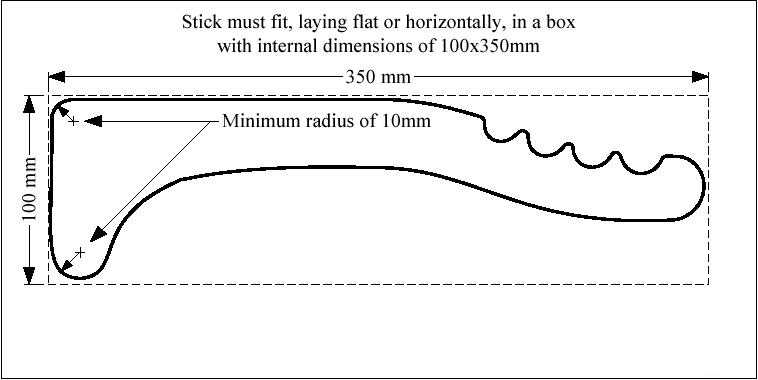 Stick must fit, laying flat or horizontally, in a box
with internal dimensions of 100x350mm
350 mm
Minimum radius of 10mm
100 mm